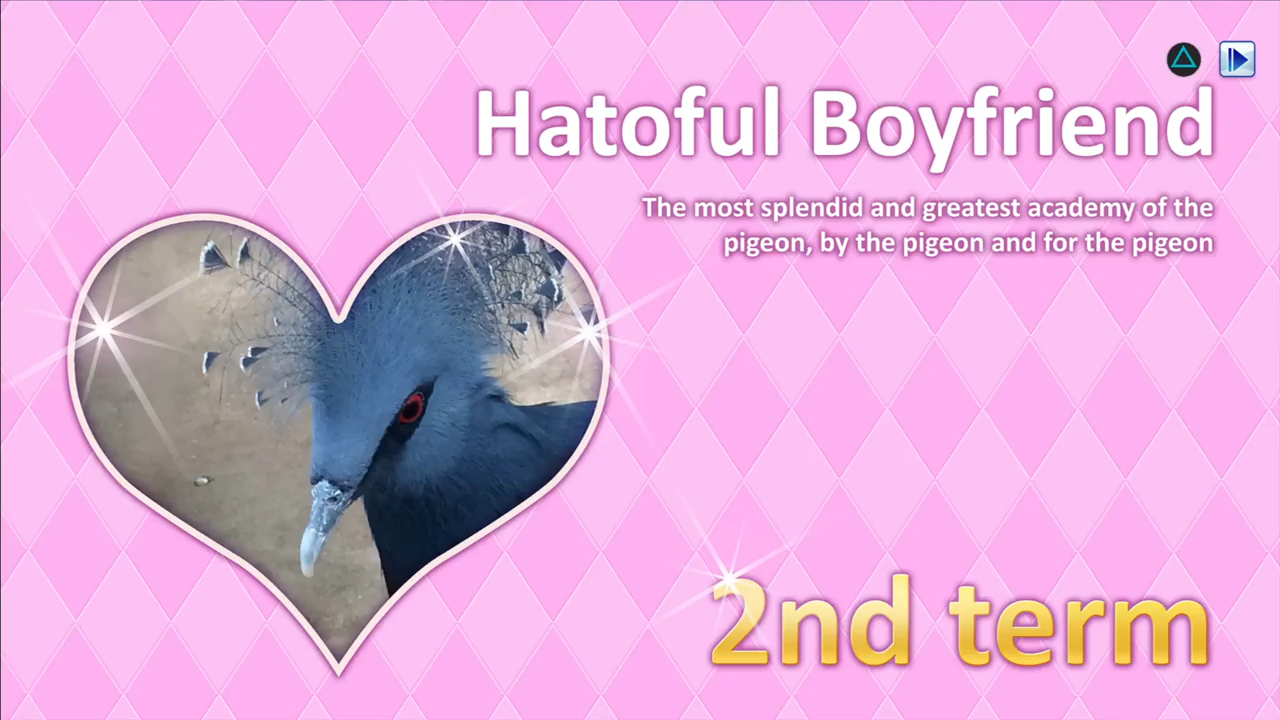 Hatoful Boyfriend
The most splendid and greatest academy of the
pigeon, by the pigeon and for the pigeon
2nd term